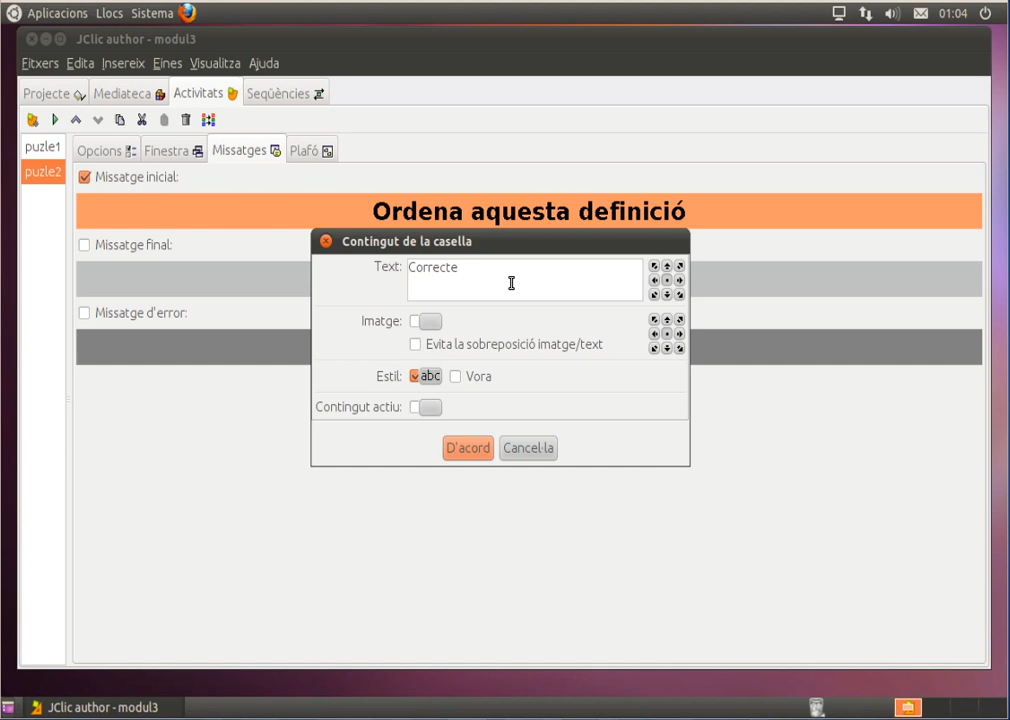 Aplicacions Llocs Sistema 01:04
JClic author - modul3
Fitxers Edita Insereix Eines Visualitza Ajuda
Projecte Mediateca Activitats Seqüències
puzle1 Opcions Finestra Missatges Plafó
puzle2 Missatge inicial:
Ordena aquesta definició
Missatge final:
Missatge d'error:
Contingut de la casella
Text: Correcte
Imatge:
Evita la sobreposició imatge/text
Estil: abc Vora
Contingut actiu:
D'acord Cancel·la
JClic author - modul3